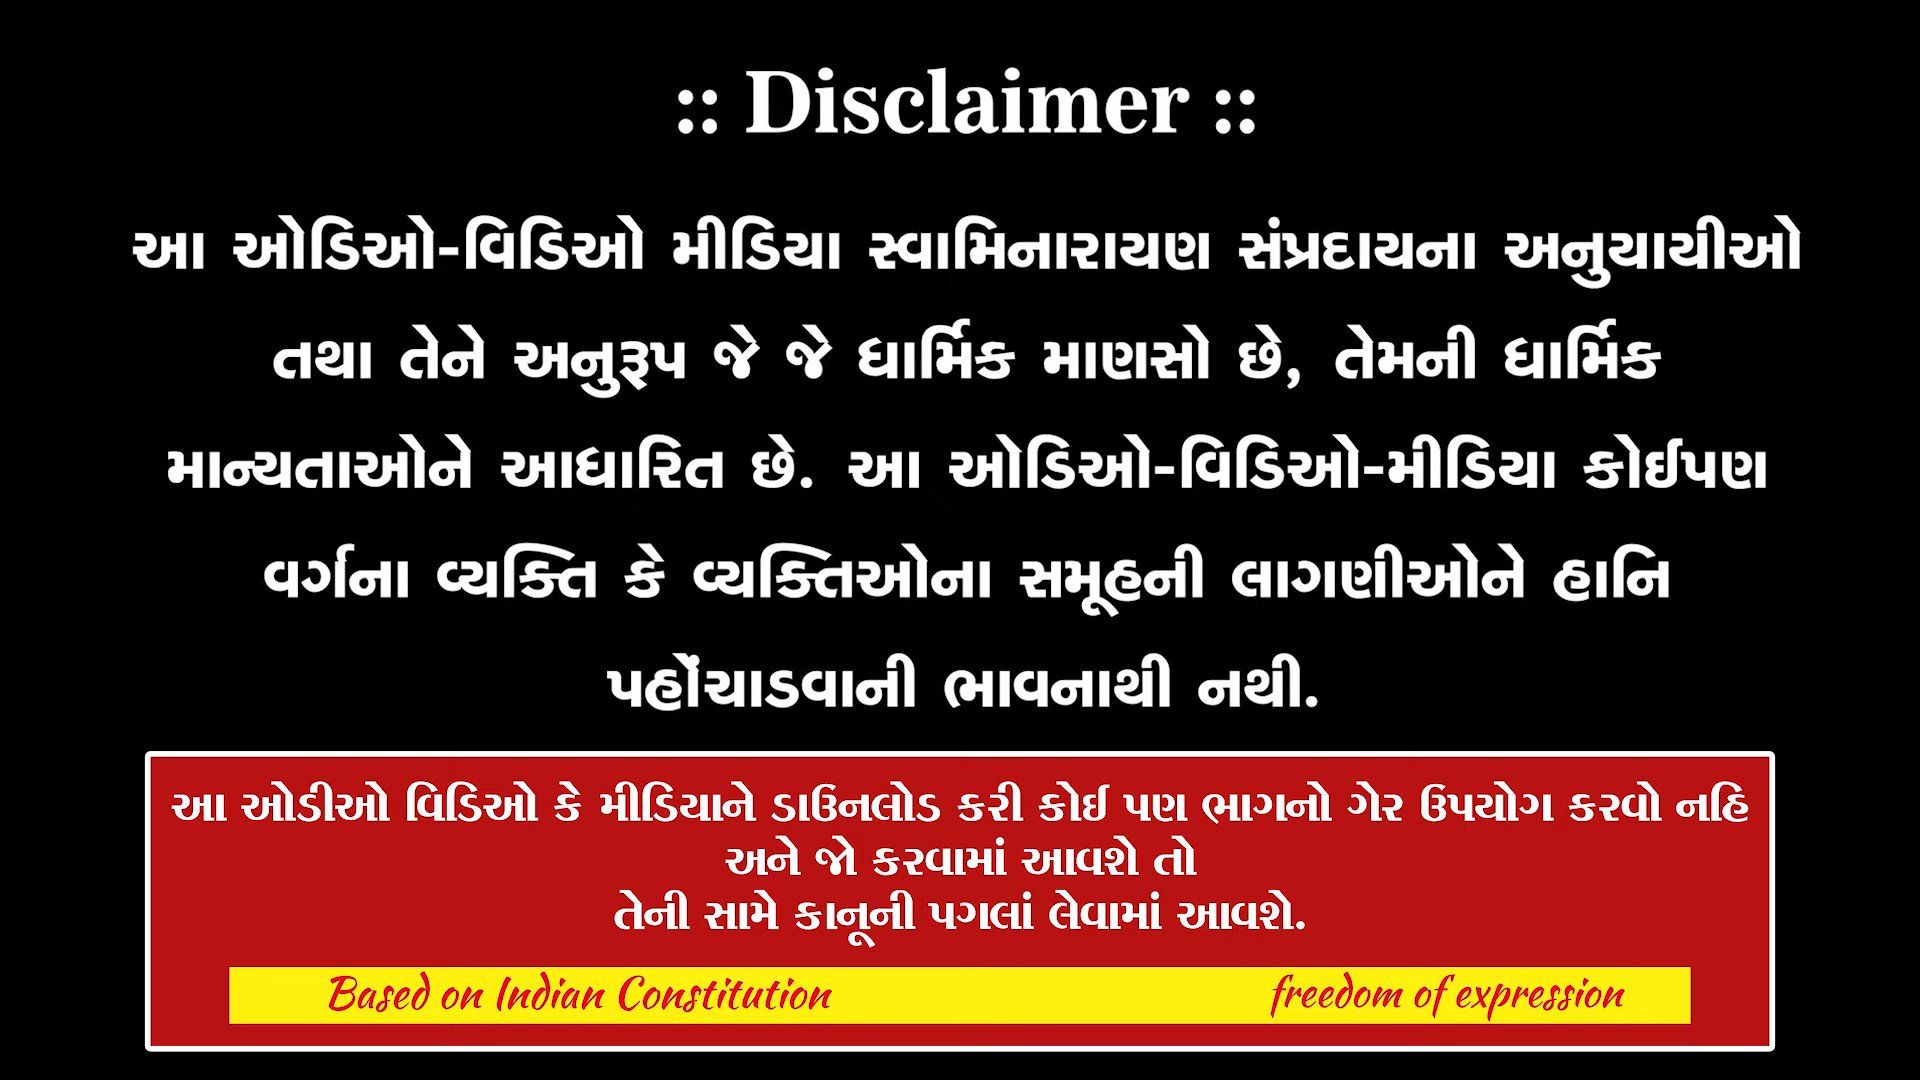 :: Disclaimer ::
આ ઓડિઓ-વિડિઓ મીડિયા સ્વામિનારાયણ સંપ્રદાયના અનુયાયીઓ
તથા તેને અનુરૂપ જે જે ધાર્મિક માણસો છે, તેમની ધાર્મિક
માન્યતાઓને આધારિત છે. આ ઓડિઓ-વિડિઓ-મીડિયા કોઈપણ
વર્ગના વ્યક્તિ કે વ્યક્તિઓના સમૂહની લાગણીઓને હાનિ
પહોંચાડવાની ભાવનાથી નથી.
આ ઓડીઓ વિડિઓ કે મીડિયાને ડાઉનલોડ કરી કોઈ પણ ભાગનો ગેર ઉપયોગ કરવો નહિ
અને જો કરવામાં આવશે તો
તેની સામે કાનૂની પગલાં લેવામાં આવશે.
Based on Indian Constitution freedom of expression